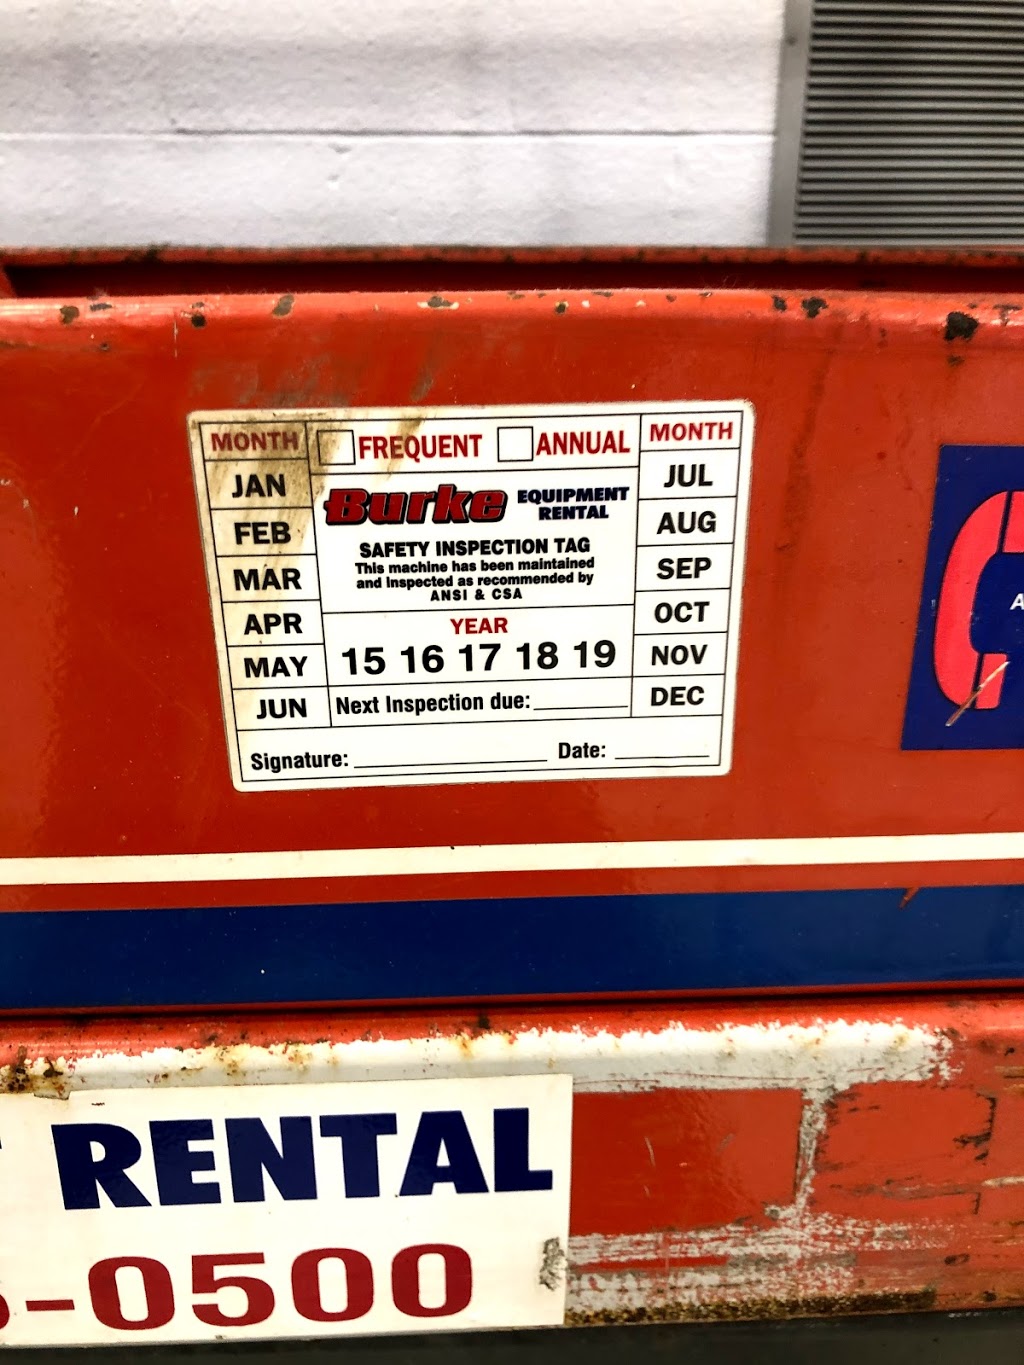 MONTH
JAN
FEB
MAR
APR
MAY
JUN
FREQUENT ANNUAL
Burke EQUIPMENT
RENTAL
SAFETY INSPECTION TAG
This machine has been maintained
and inspected as recommended by
ANSI & CSA
YEAR
15 16 17 18 19
Next Inspection due:
MONTH
JUL
AUG
SEP
OCT
NOV
DEC
Signature: Date:
A
RENTAL
-0500